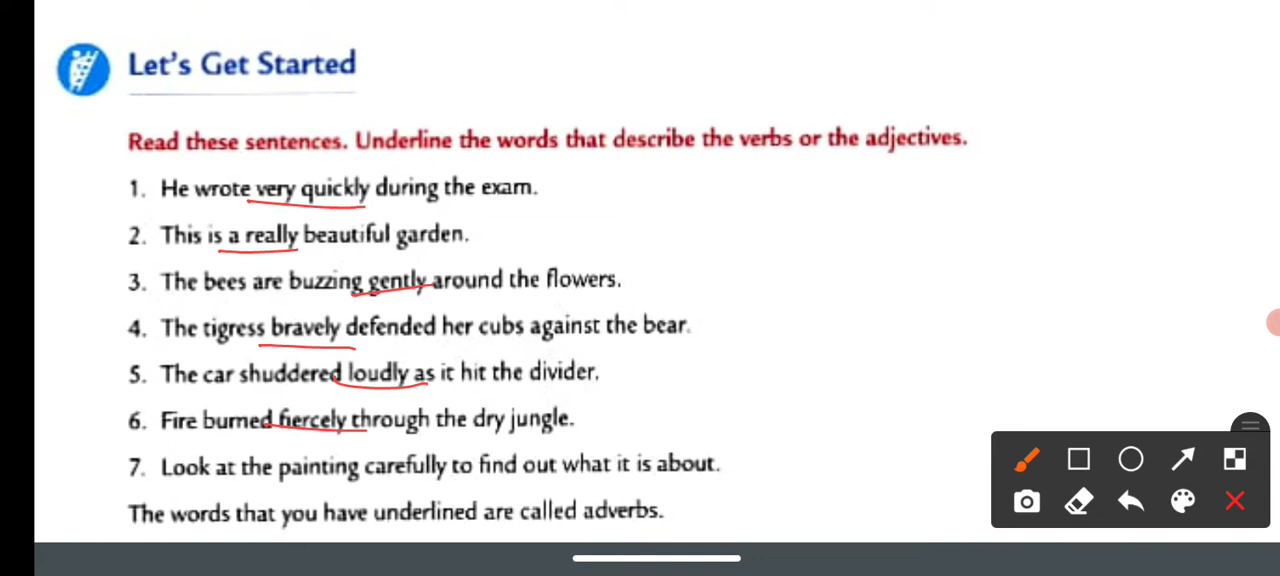 Let's Get Started
Read these sentences. Underline the words that describe the verbs or the adjectives.
1. He wrote very quickly during the exam.
2. This is a really beautiful garden.
3. The bees are buzzing gently around the flowers.
4. The tigress bravely defended her cubs against the bear.
5. The car shuddered loudly as it hit the divider.
6. Fire burned fiercely through the dry jungle.
7. Look at the painting carefully to find out what it is about.
The words that you have underlined are called adverbs.